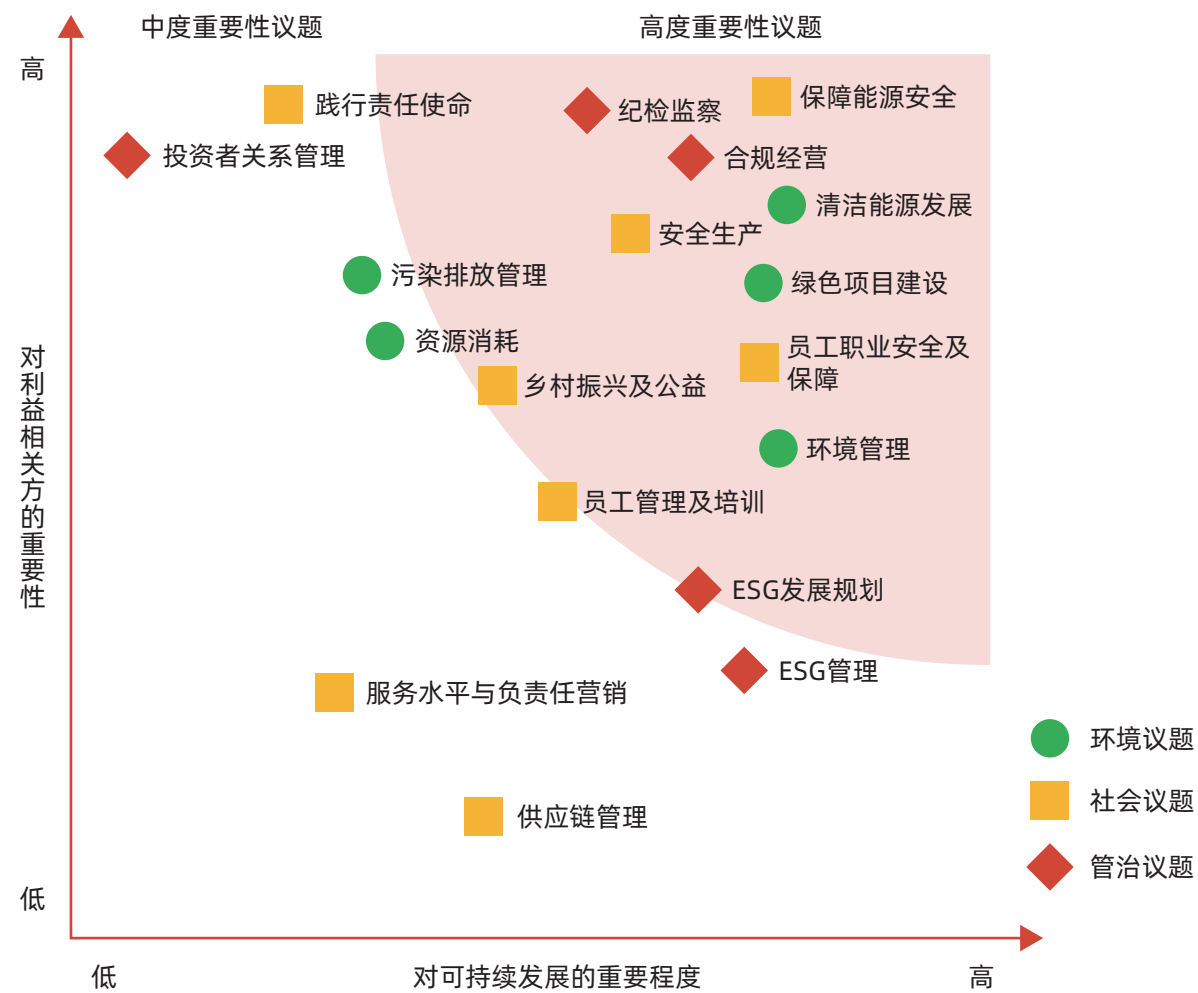 中度重要性议题
高度重要性议题
高
践行责任使命
纪检监察
保障能源安全
投资者关系管理
合规经营
清洁能源发展
安全生产
污染排放管理
绿色项目建设
资源消耗
员工职业安全及
保障
乡村振兴及公益
对利益相关方的重要性
环境管理
员工管理及培训
ESG发展规划
ESG管理
服务水平与负责任营销
环境议题
社会议题
供应链管理
管治议题
低
低
对可持续发展的重要程度
高